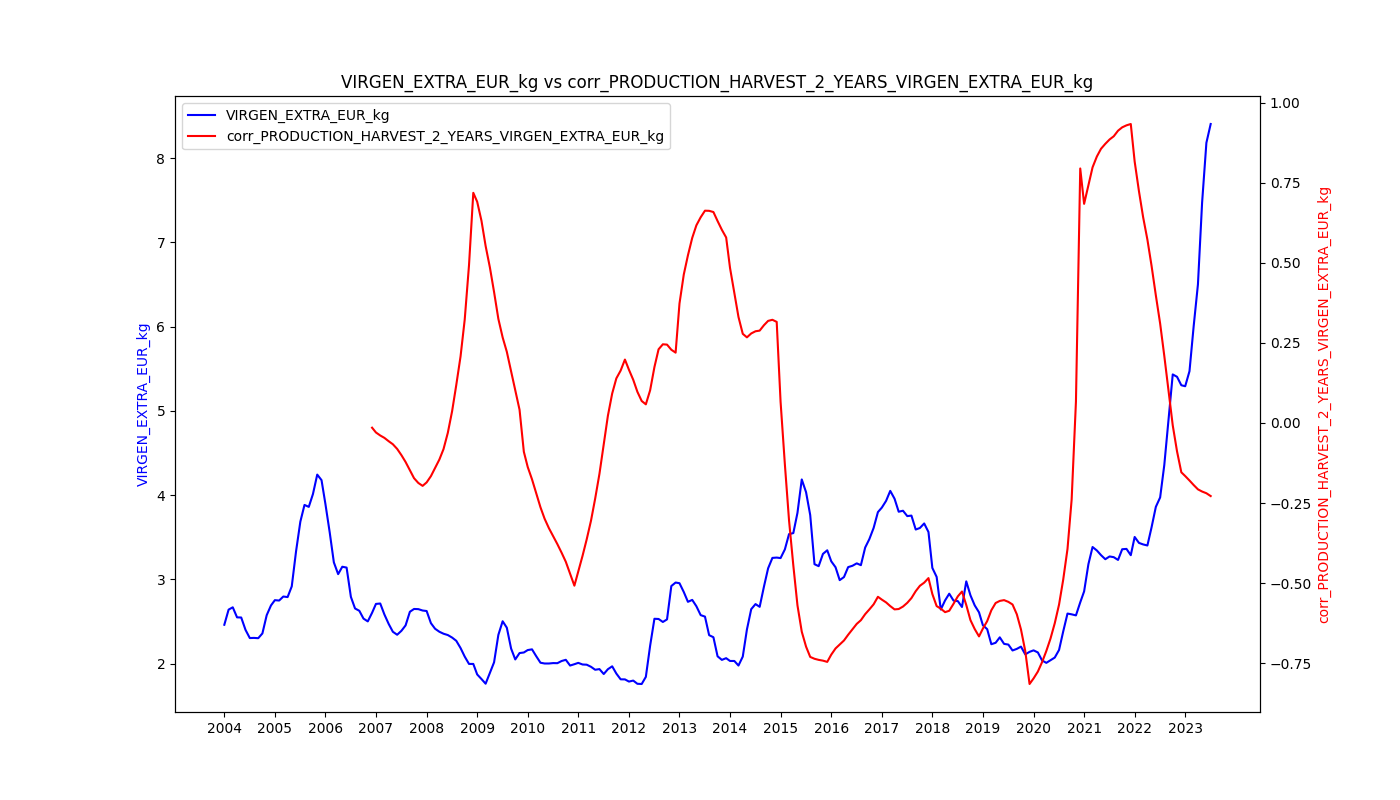 VIRGEN_EXTRA_EUR_kg vs corr_PRODUCTION_HARVEST_2_YEARS_VIRGEN_EXTRA_EUR_kg
VIRGEN_EXTRA_EUR_kg
corr_PRODUCTION_HARVEST_2_YEARS_VIRGEN_EXTRA_EUR_kg
VIRGEN_EXTRA_EUR_kg
8
7
6
5
4
3
2
1.00
0.75
0.50
0.25
0.00
−0.25
−0.50
−0.75
corr_PRODUCTION_HARVEST_2_YEARS_VIRGEN_EXTRA_EUR_kg
2004 2005 2006 2007 2008 2009 2010 2011 2012 2013 2014 2015 2016 2017 2018 2019 2020 2021 2022 2023